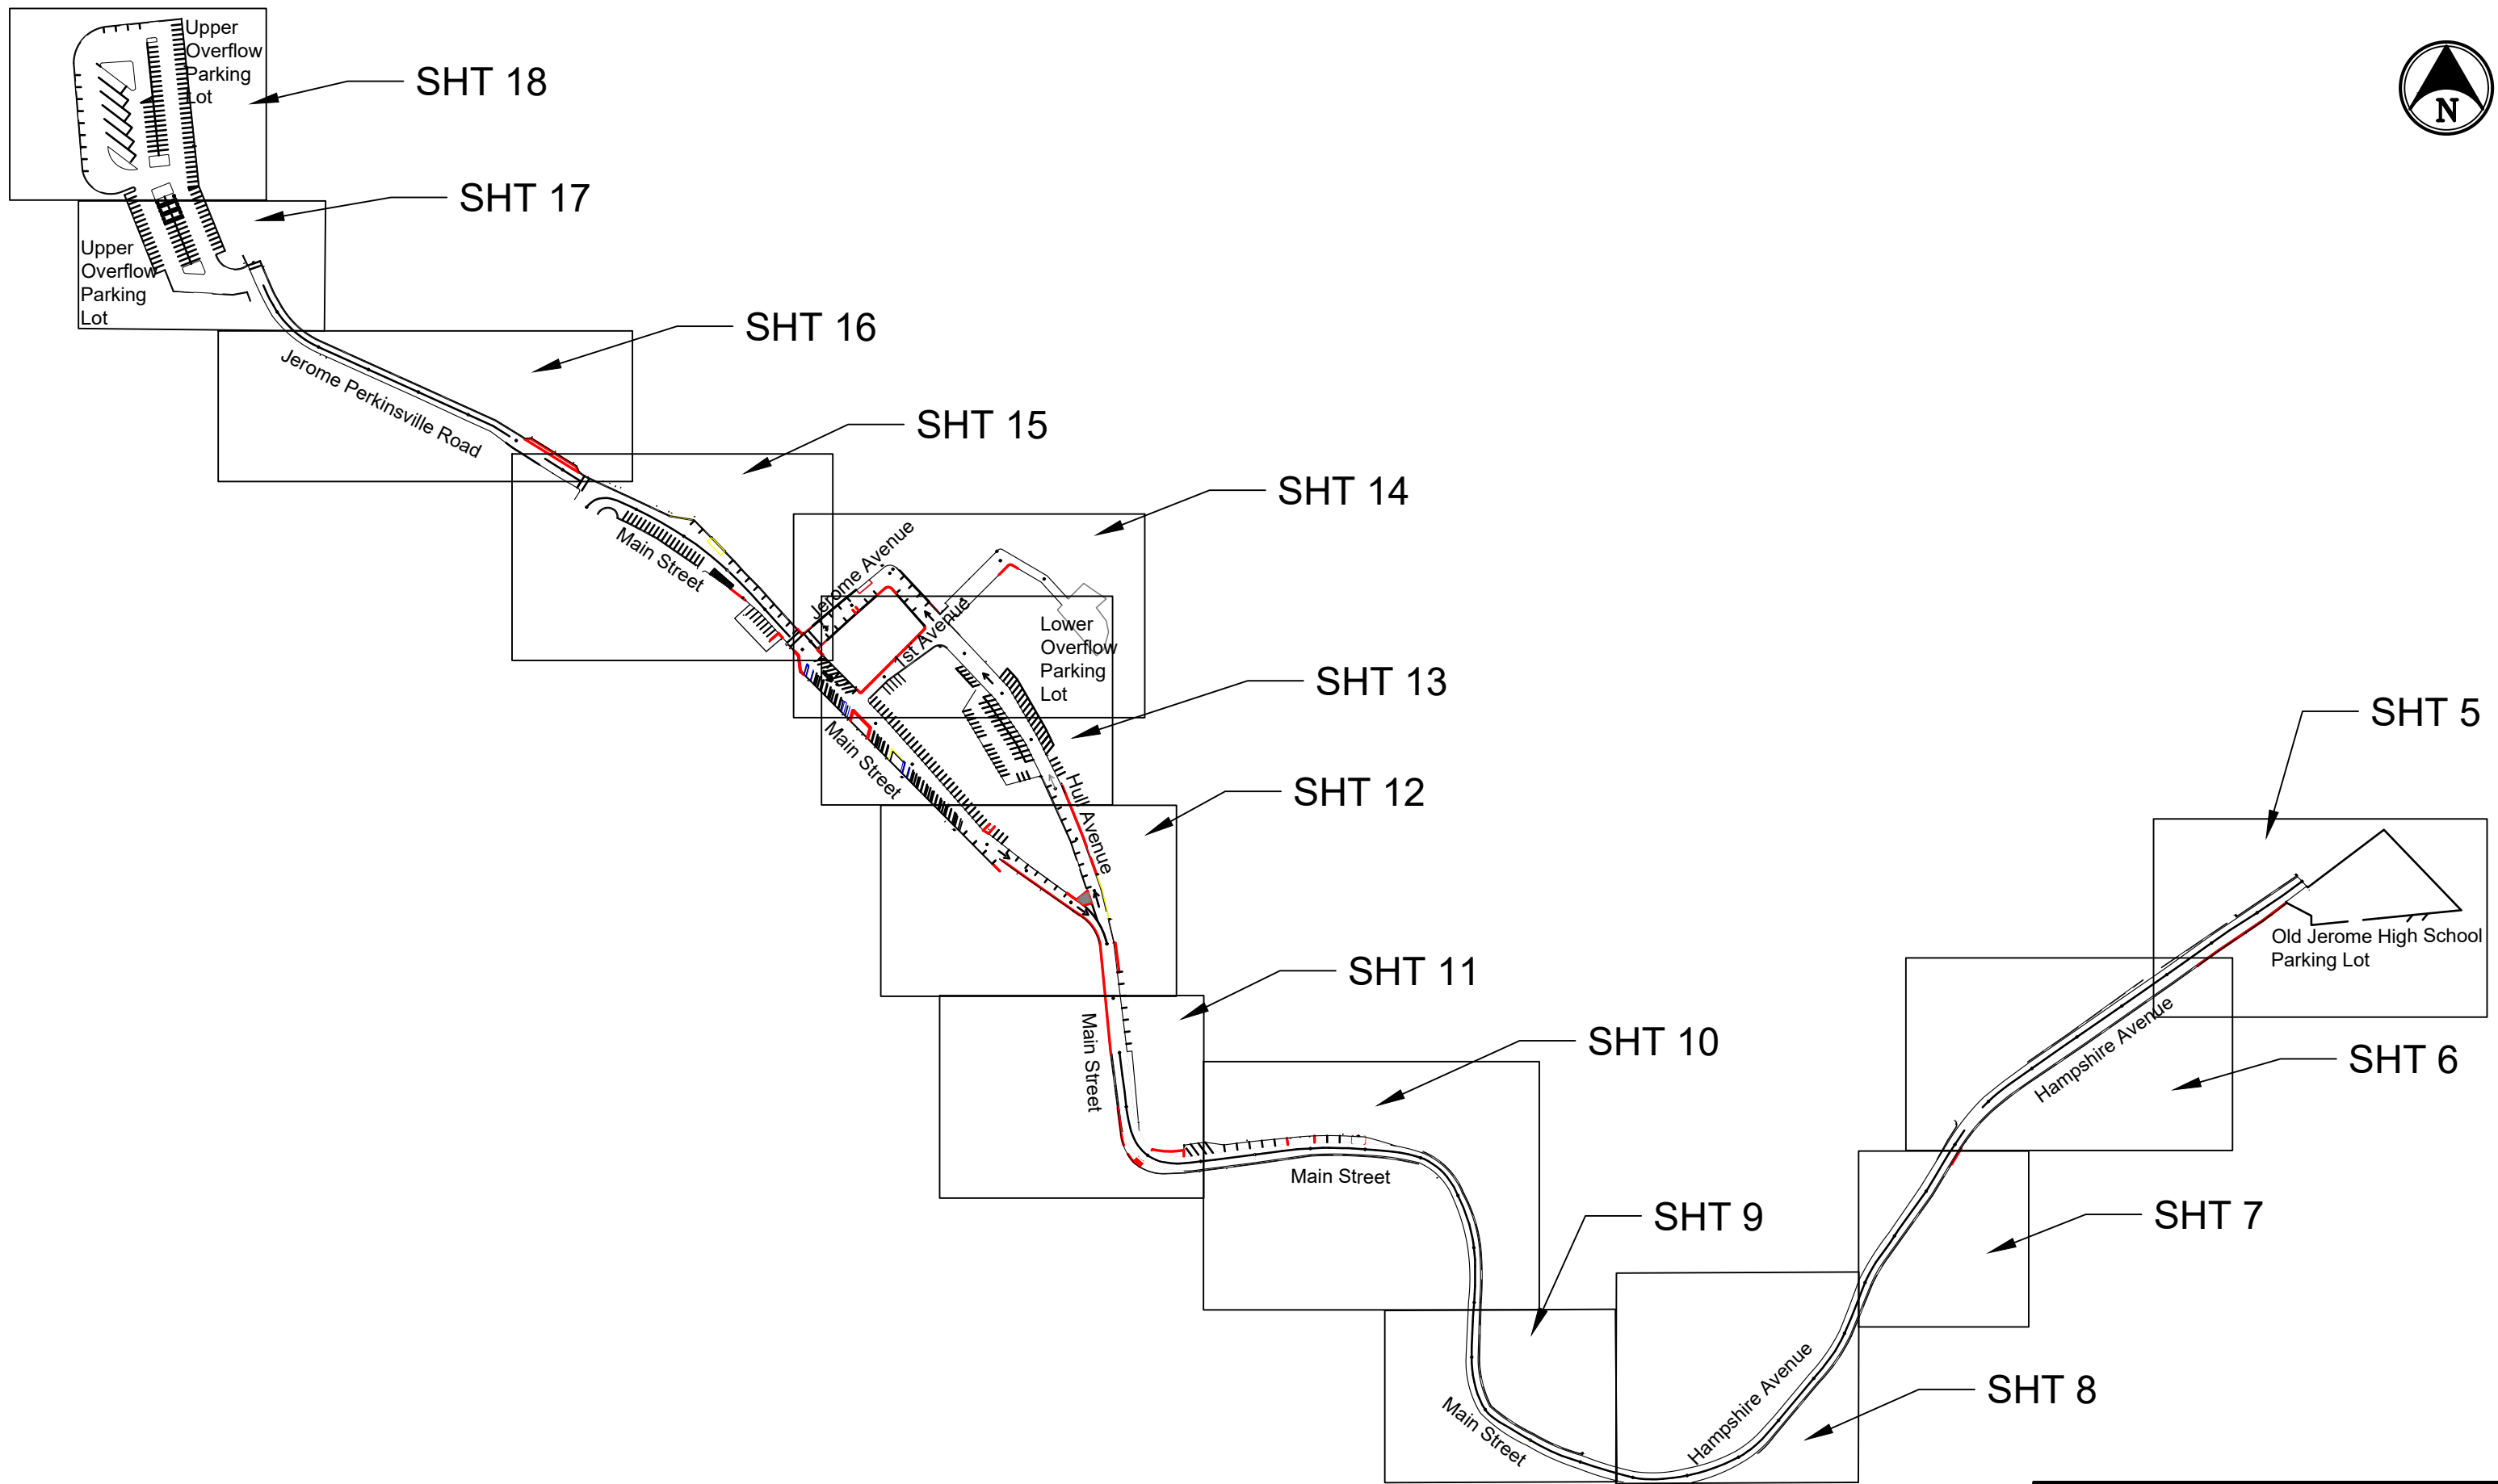 Upper
Overflow
Parking
Lot
SHT 18
N
SHT 17
Upper
Overflow
Parking
Lot
SHT 16
Jerome Perkinsville Road
SHT 15
SHT 14
Main Street
Jerome Avenue
1st Avenue
Lower
Overflow
Parking
Lot
SHT 13
Main Street
Hull Avenue
SHT 12
SHT 5
Old Jerome High School
Parking Lot
SHT 11
Main Street
SHT 10
Hampshire Avenue
SHT 6
Main Street
SHT 9
SHT 7
Main Street
Hampshire Avenue
SHT 8